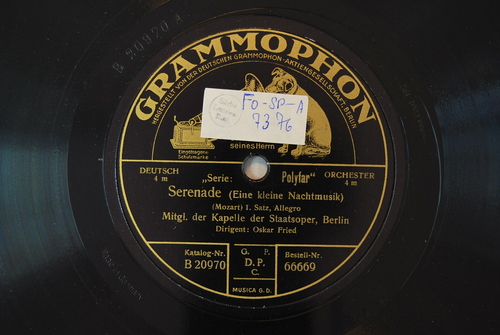 B 20970 A
GRAMMOPHON
HERGESTELLT VON DER DEUTSCHEN GRAMMOPHON-AKTIENGESELLSCHAFT, BERLIN
FO-SP-A
7376
Eingetragene
Schutzmarke
seines Herrn
DEUTSCH
4 m
„Serie: Polyfar"
ORCHESTER
4 m
Serenade (Eine kleine Nachtmusik)
(Mozart) I. Satz, Allegro
Mitgl. der Kapelle der Staatsoper, Berlin
Dirigent: Oskar Fried
Katalog-Nr.
B 20970
G. P.
D. P.
C.
Bestell-Nr.
66669
MUSICA G. D.